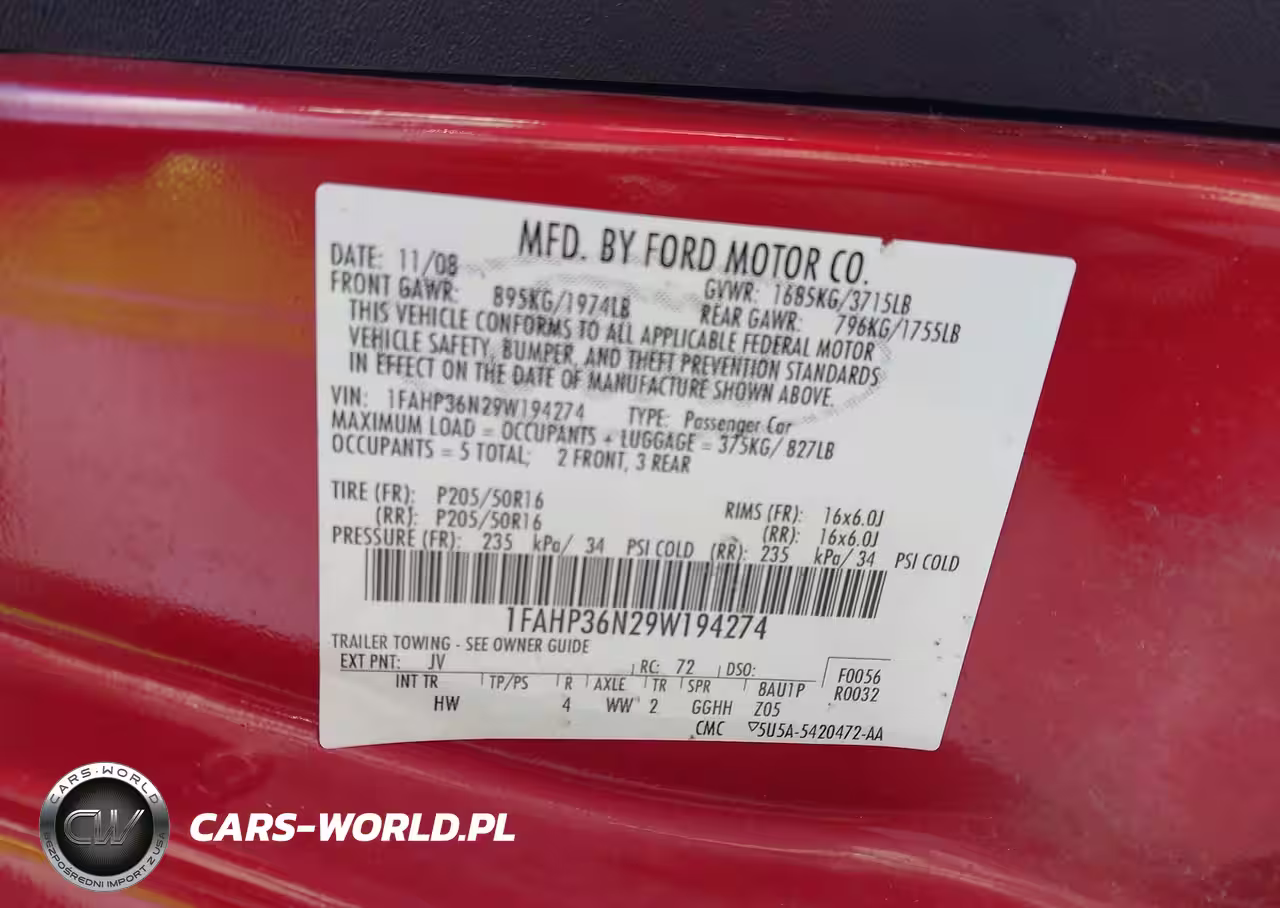 MFD. BY FORD MOTOR CO.
DATE: 11/08 GVWR: 1685KG/3715LB
FRONT GAWR: 895KG/1974LB REAR GAWR: 796KG/1755LB
THIS VEHICLE CONFORMS TO ALL APPLICABLE FEDERAL MOTOR
VEHICLE SAFETY, BUMPER, AND THEFT PREVENTION STANDARDS
IN EFFECT ON THE DATE OF MANUFACTURE SHOWN ABOVE.
VIN: 1FAHP36N29W194274 TYPE: Passenger Car
MAXIMUM LOAD = OCCUPANTS + LUGGAGE = 375KG/ 827LB
OCCUPANTS = 5 TOTAL; 2 FRONT, 3 REAR
TIRE (FR): P205/50R16 RIMS (FR): 16x6.0J
(RR): P205/50R16 (RR): 16x6.0J
PRESSURE (FR): 235 kPa/ 34 PSI COLD (RR): 235 kPa/ 34 PSI COLD
1FAHP36N29W194274
TRAILER TOWING - SEE OWNER GUIDE
EXT PNT: JV RC: 72 DSO: F0056
INT TR TP/PS R AXLE TR SPR 8AU1P R0032
HW 4 WW 2 GGHH Z05
CMC ▽5U5A-5420472-AA
CARS-WORLD
CW
BEZPOŚREDNI IMPORT Z USA
CARS-WORLD.PL